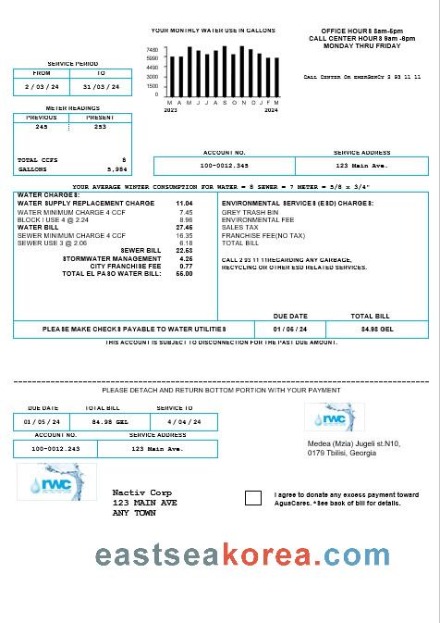 YOUR MONTHLY WATER USE IN GALLONS
OFFICE HOURS 8am-5pm
CALL CENTER HOURS 9am -6pm
MONDAY THRU FRIDAY
7480
5980
4500
3000
1500
0
M A M J J A S O N D J F M
2023 2024
CALL CENTER OR EMERGENCY 2 93 11 11
SERVICE PERIOD
FROM TO
2 / 03 / 24 31 / 03 / 24
METER READINGS
PREVIOUS PRESENT
245 253
TOTAL CCFS 8
GALLONS 5,984
ACCOUNT NO. SERVICE ADDRESS
100-0012.345 123 Main Ave.
YOUR AVERAGE WINTER CONSUMPTION FOR WATER = 8 SEWER = 7 METER = 5/8 x 3/4"
WATER CHARGES:
WATER SUPPLY REPLACEMENT CHARGE 11.04
WATER MINIMUM CHARGE 4 CCF 7.45
BLOCK I USE 4 @ 2.24 8.96
WATER BILL 27.45
SEWER MINIMUM CHARGE 4 CCF 16.35
SEWER USE 3 @ 2.06 6.18
SEWER BILL 22.53
STORMWATER MANAGEMENT 4.25
CITY FRANCHISE FEE 0.77
TOTAL EL PASO WATER BILL: 55.00
ENVIRONMENTAL SERVICES (ESD) CHARGES:
GREY TRASH BIN
ENVIRONMENTAL FEE
SALES TAX
FRANCHISE FEE(NO TAX)
TOTAL BILL
CALL 2 93 11 11REGARDING ANY GARBAGE,
RECYCLING OR OTHER ESD RELATED SERVICES.
DUE DATE TOTAL BILL
PLEASE MAKE CHECKS PAYABLE TO WATER UTILITIES 01 / 05 / 24 84.98 GEL
THIS ACCOUNT IS SUBJECT TO DISCONNECTION FOR THE PAST DUE AMOUNT.
PLEASE DETACH AND RETURN BOTTOM PORTION WITH YOUR PAYMENT
DUE DATE TOTAL BILL SERVICE TO
01 / 05 / 24 84.98 GEL 4 / 04 / 24
ACCOUNT NO. SERVICE ADDRESS
100-0012.243 123 Main Ave.
rwc
Medea (Mzia) Jugeli st.N10,
0179 Tbilisi, Georgia
rwc
Nactiv Corp
123 MAIN AVE
ANY TOWN
I agree to donate any excess payment toward
AguaCares. *See back of bill for details.
eastseakorea.com